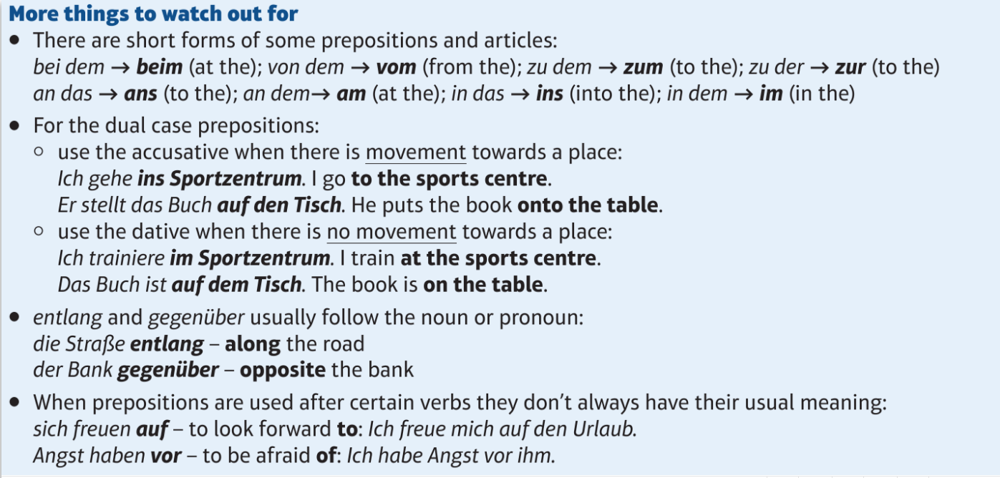 More things to watch out for
● There are short forms of some prepositions and articles:
bei dem → beim (at the); von dem → vom (from the); zu dem → zum (to the); zu der → zur (to the)
an das → ans (to the); an dem→ am (at the); in das → ins (into the); in dem → im (in the)
● For the dual case prepositions:
○ use the accusative when there is movement towards a place:
Ich gehe ins Sportzentrum. I go to the sports centre.
Er stellt das Buch auf den Tisch. He puts the book onto the table.
○ use the dative when there is no movement towards a place:
Ich trainiere im Sportzentrum. I train at the sports centre.
Das Buch ist auf dem Tisch. The book is on the table.
● entlang and gegenüber usually follow the noun or pronoun:
die Straße entlang – along the road
der Bank gegenüber – opposite the bank
● When prepositions are used after certain verbs they don’t always have their usual meaning:
sich freuen auf – to look forward to: Ich freue mich auf den Urlaub.
Angst haben vor – to be afraid of: Ich habe Angst vor ihm.